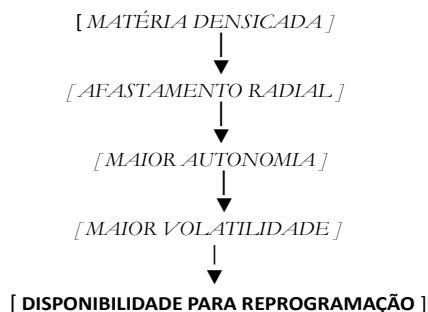 [ MATÉRIA DENSICADA ]
[ AFASTAMENTO RADIAL ]
[ MAIOR AUTONOMIA ]
[ MAIOR VOLATILIDADE ]
[ DISPONIBILIDADE PARA REPROGRAMAÇÃO ]